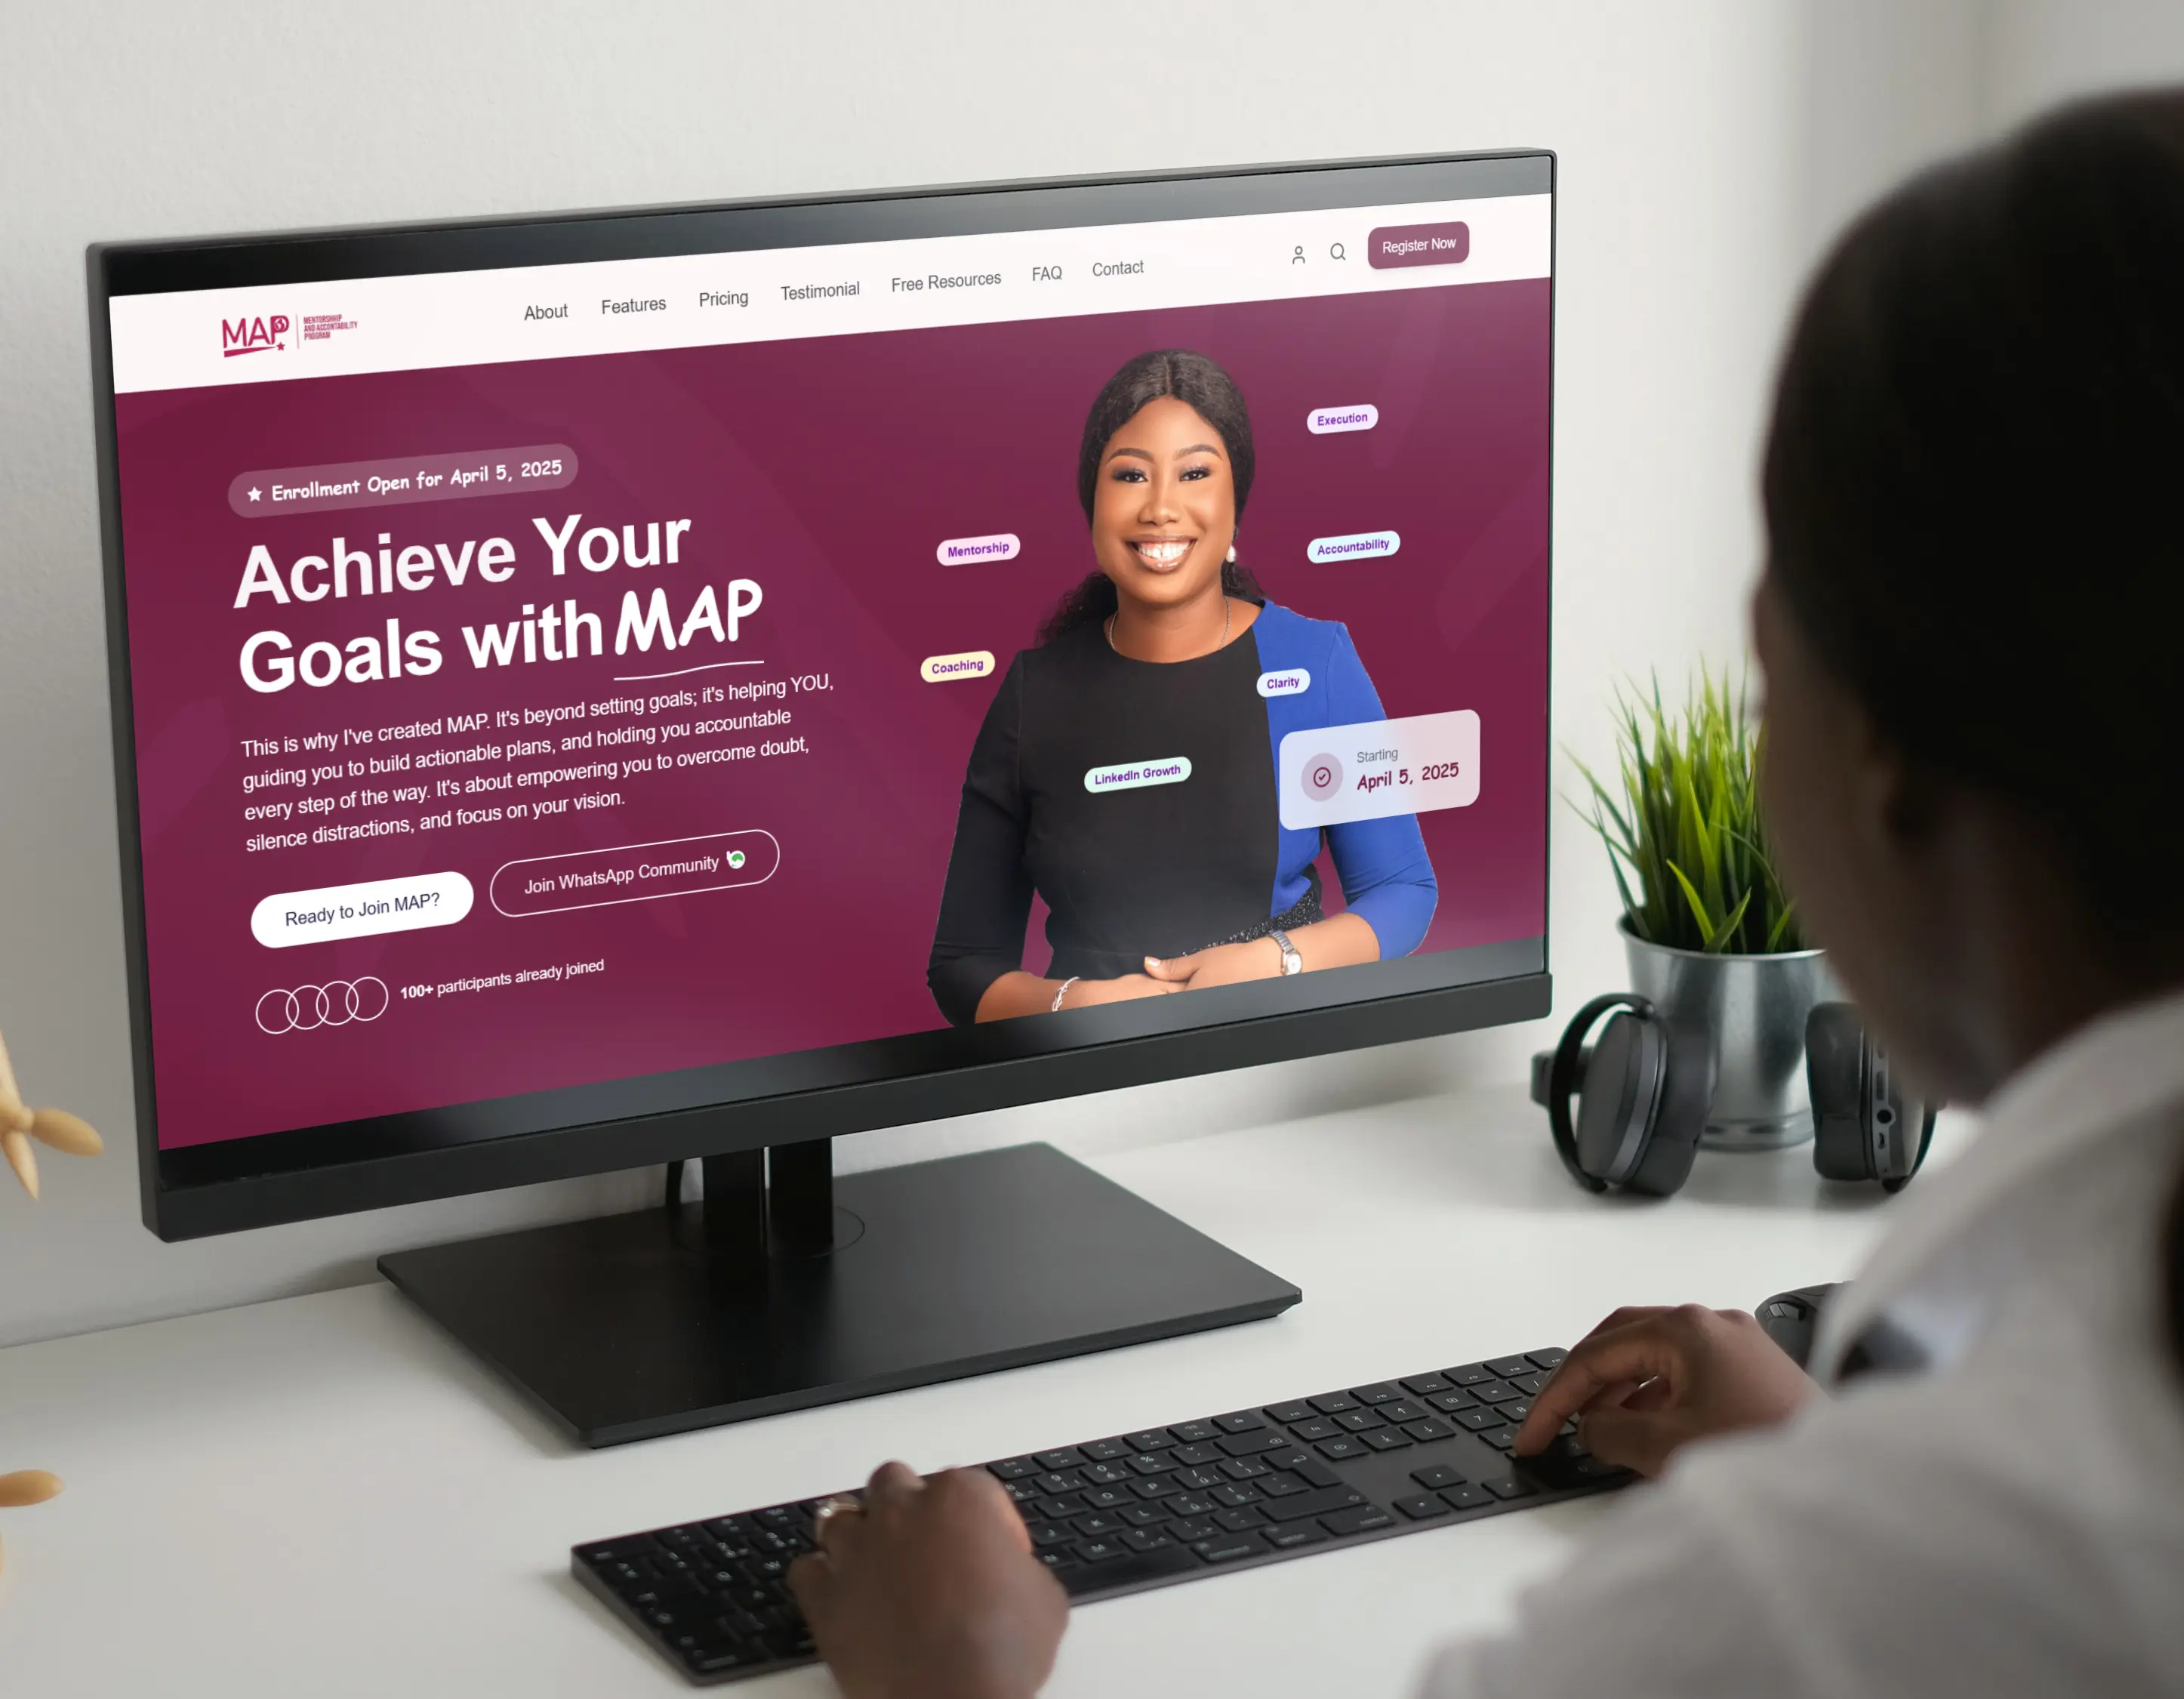 MAP
MENTORSHIP
AND ACCOUNTABILITY
PROGRAM
About
Features
Pricing
Testimonial
Free Resources
FAQ
Contact
Register Now
Enrollment Open for April 5, 2025
Achieve Your
Goals with MAP
This is why I've created MAP. It's beyond setting goals; it's helping YOU,
guiding you to build actionable plans, and holding you accountable
every step of the way. It's about empowering you to overcome doubt,
silence distractions, and focus on your vision.
Ready to Join MAP?
Join WhatsApp Community
100+ participants already joined
Execution
Mentorship
Accountability
Coaching
Clarity
LinkedIn Growth
Starting
April 5, 2025